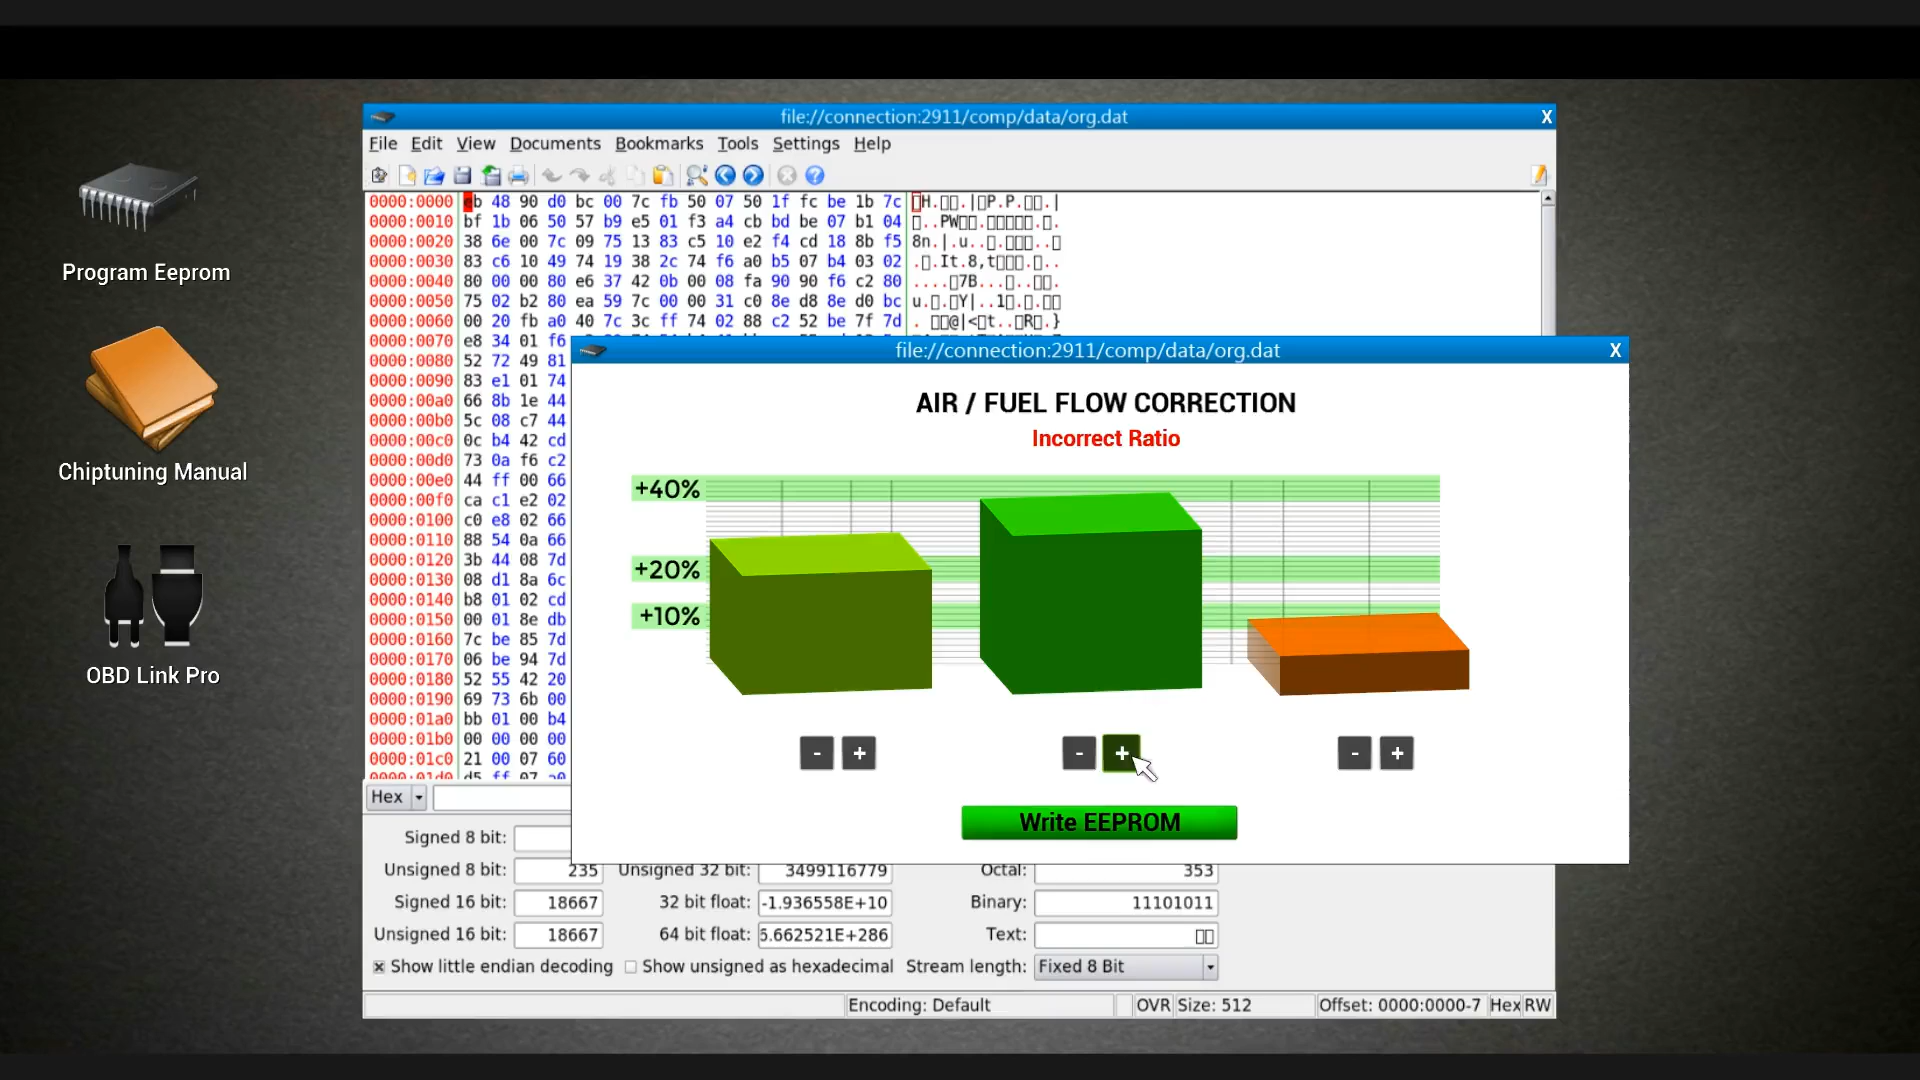 file://connection:2911/comp/data/org.dat X
File Edit View Documents Bookmarks Tools Settings Help
0000:0000 eb 48 90 d0 bc 00 7c fb 50 07 50 1f fc be 1b 7c
0000:0010 bf 1b 06 50 57 b9 e5 01 f3 a4 cb bd be 07 b1 04
0000:0020 38 6e 00 7c 09 75 13 83 c5 10 e2 f4 cd 18 8b f5
0000:0030 83 c6 10 49 74 19 38 2c 74 f6 a0 b5 07 b4 03 02
0000:0040 80 00 00 80 e6 37 42 0b 00 08 fa 90 90 f6 c2 80
0000:0050 75 02 b2 80 ea 59 7c 00 00 31 c0 8e d8 8e d0 bc
0000:0060 00 20 fb a0 40 7c 3c ff 74 02 88 c2 52 be 7f 7d
0000:0070 e8 34 01 f6
0000:0080 52 72 49 81
0000:0090 83 e1 01 74
0000:00a0 66 8b 1e 44
0000:00b0 5c 08 c7 44
0000:00c0 0c b4 42 cd
0000:00d0 73 0a f6 c2
0000:00e0 44 ff 00 66
0000:00f0 ca c1 e2 02
0000:0100 c0 e8 02 66
0000:0110 88 54 0a 66
0000:0120 3b 44 08 7d
0000:0130 08 d1 8a 6c
0000:0140 b8 01 02 cd
0000:0150 00 01 8e db
0000:0160 7c be 85 7d
0000:0170 06 be 94 7d
0000:0180 52 55 42 20
0000:0190 69 73 6b 00
0000:01a0 bb 01 00 b4
0000:01b0 00 00 00 00
0000:01c0 21 00 07 60
0000:01d0 d5 ff 07 a0
Program Eeprom
Chiptuning Manual
OBD Link Pro
file://connection:2911/comp/data/org.dat X
AIR / FUEL FLOW CORRECTION
Incorrect Ratio
+40%
+20%
+10%
- + - + - +
Write EEPROM
Hex
Signed 8 bit:
Unsigned 8 bit: 235 Unsigned 32 bit: 3499116779 Octal: 353
Signed 16 bit: 18667 32 bit float: -1.936558E+10 Binary: 11101011
Unsigned 16 bit: 18667 64 bit float: 5.662521E+286 Text:
Show little endian decoding Show unsigned as hexadecimal Stream length: Fixed 8 Bit
Encoding: Default OVR Size: 512 Offset: 0000:0000-7 Hex RW